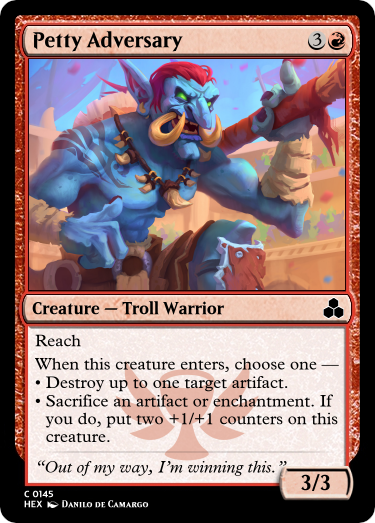 Petty Adversary 3
Creature — Troll Warrior
Reach
When this creature enters, choose one —
• Destroy up to one target artifact.
• Sacrifice an artifact or enchantment. If
you do, put two +1/+1 counters on this
creature.
“Out of my way, I’m winning this.”
3/3
C 0145
HEX DANILO DE CAMARGO